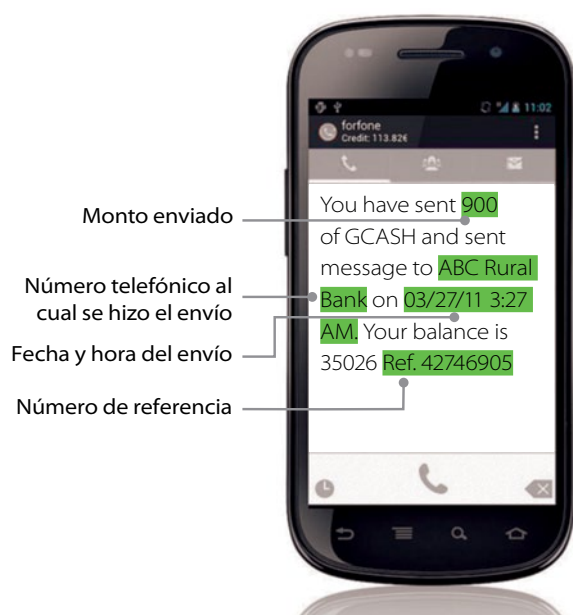 11:02
forfone
Credit: 113.82€
You have sent 900
of GCASH and sent
message to ABC Rural
Bank on 03/27/11 3:27
AM. Your balance is
35026 Ref. 42746905
Monto enviado
Número telefónico al
cual se hizo el envío
Fecha y hora del envío
Número de referencia